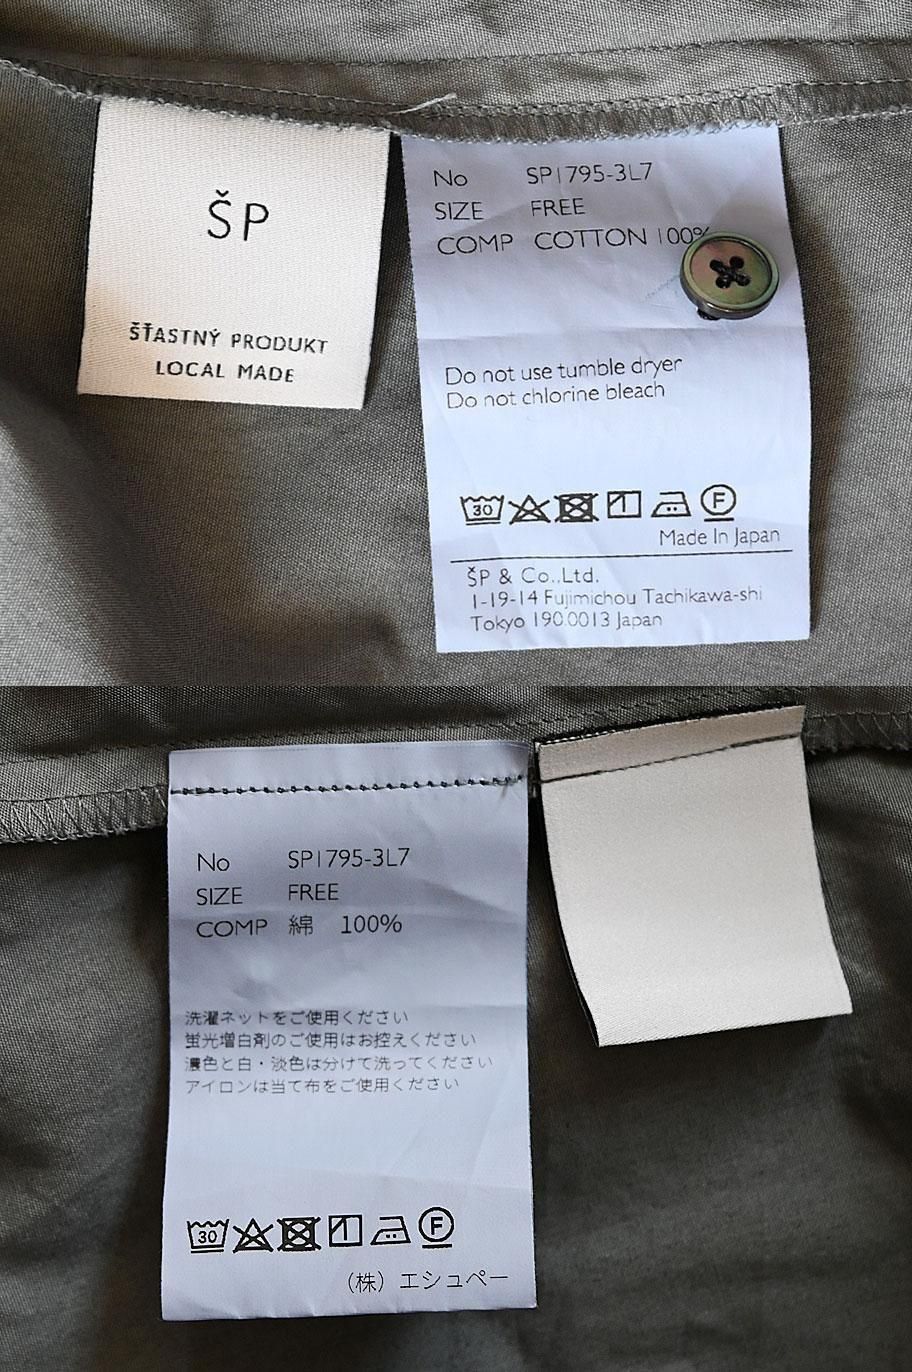 ŠP
ŠŤASTNÝ PRODUKT
LOCAL MADE
No SP1795-3L7
SIZE FREE
COMP COTTON 100%
Do not use tumble dryer
Do not chlorine bleach
30
F
Made In Japan
ŠP & Co.,Ltd.
1-19-14 Fujimichou Tachikawa-shi
Tokyo 190.0013 Japan
No SP1795-3L7
SIZE FREE
COMP 綿 100%
洗濯ネットをご使用ください
蛍光増白剤のご使用はお控えください
濃色と白・淡色は分けて洗ってください
アイロンは当て布をご使用ください
30
F
（株）エシュペー